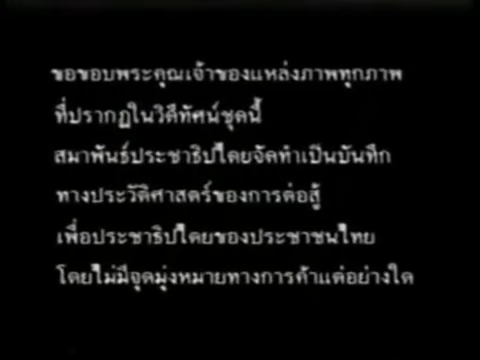 ขอขอบพระคุณเจ้าของแหล่งภาพทุกภาพ
ที่ปรากฏในวิดีทัศน์ชุดนี้
สมาพันธ์ประชาธิปไตยจัดทำเป็นบันทึก
ทางประวัติศาสตร์ของการต่อสู้
เพื่อประชาธิปไตยของประชาชนไทย
โดยไม่มีจุดมุ่งหมายทางการค้าแต่อย่างใด